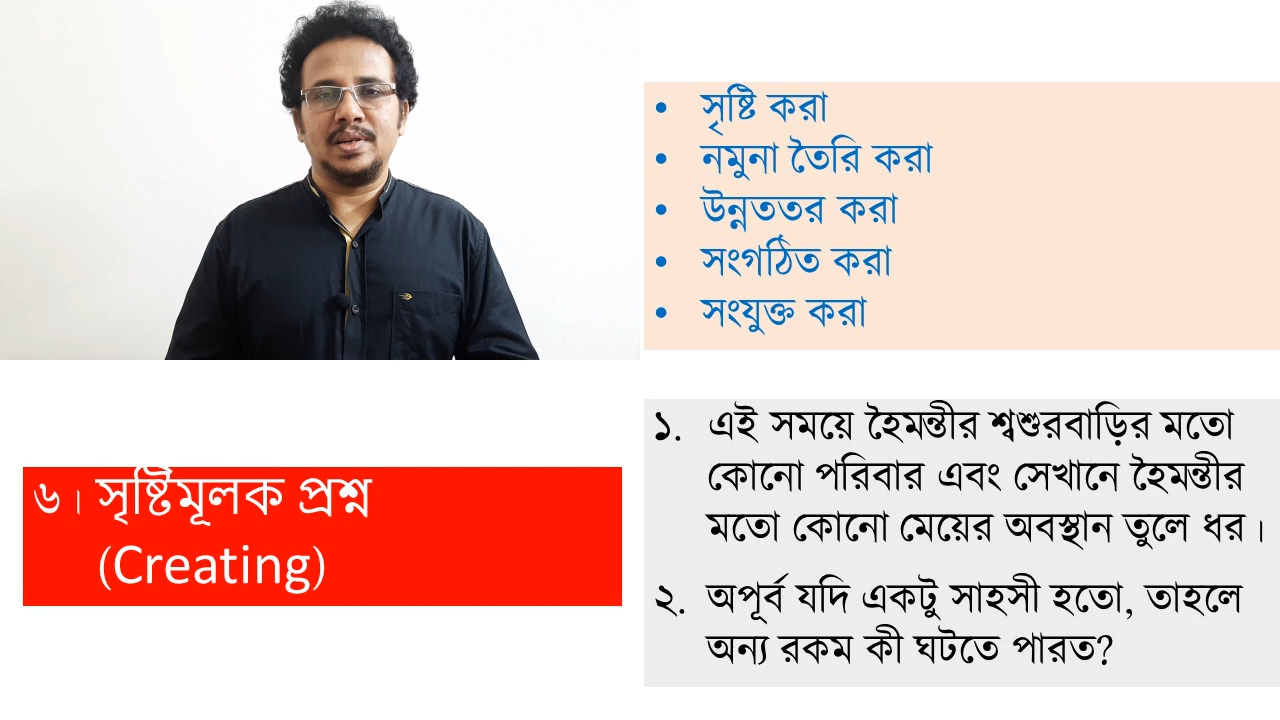 • সৃষ্টি করা
• নমুনা তৈরি করা
• উন্নততর করা
• সংগঠিত করা
• সংযুক্ত করা
৬। সৃষ্টিমূলক প্রশ্ন
(Creating)
১. এই সময়ে হৈমন্তীর শ্বশুরবাড়ির মতো
কোনো পরিবার এবং সেখানে হৈমন্তীর
মতো কোনো মেয়ের অবস্থান তুলে ধর।
২. অপূর্ব যদি একটু সাহসী হতো, তাহলে
অন্য রকম কী ঘটতে পারত?